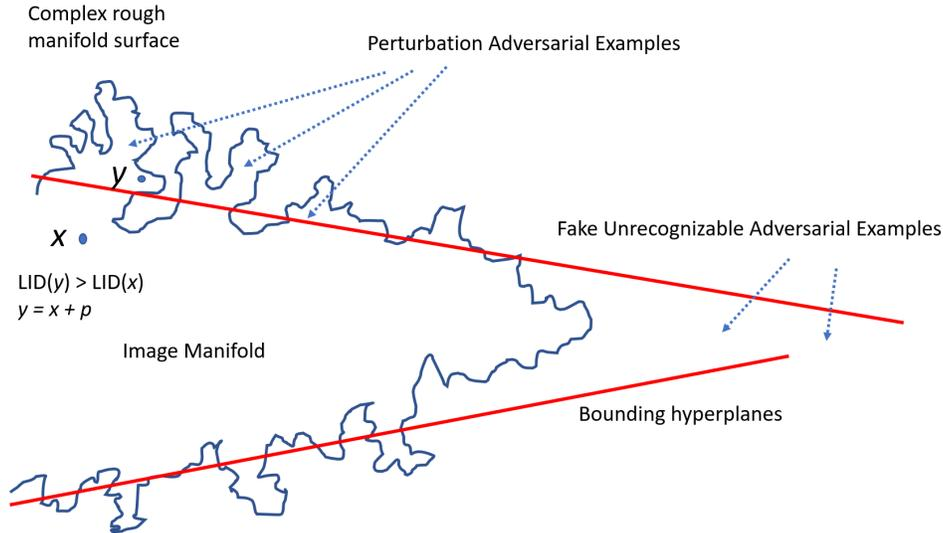 Complex rough
manifold surface
Perturbation Adversarial Examples
y
x
Fake Unrecognizable Adversarial Examples
LID(y) > LID(x)
y = x + p
Image Manifold
Bounding hyperplanes